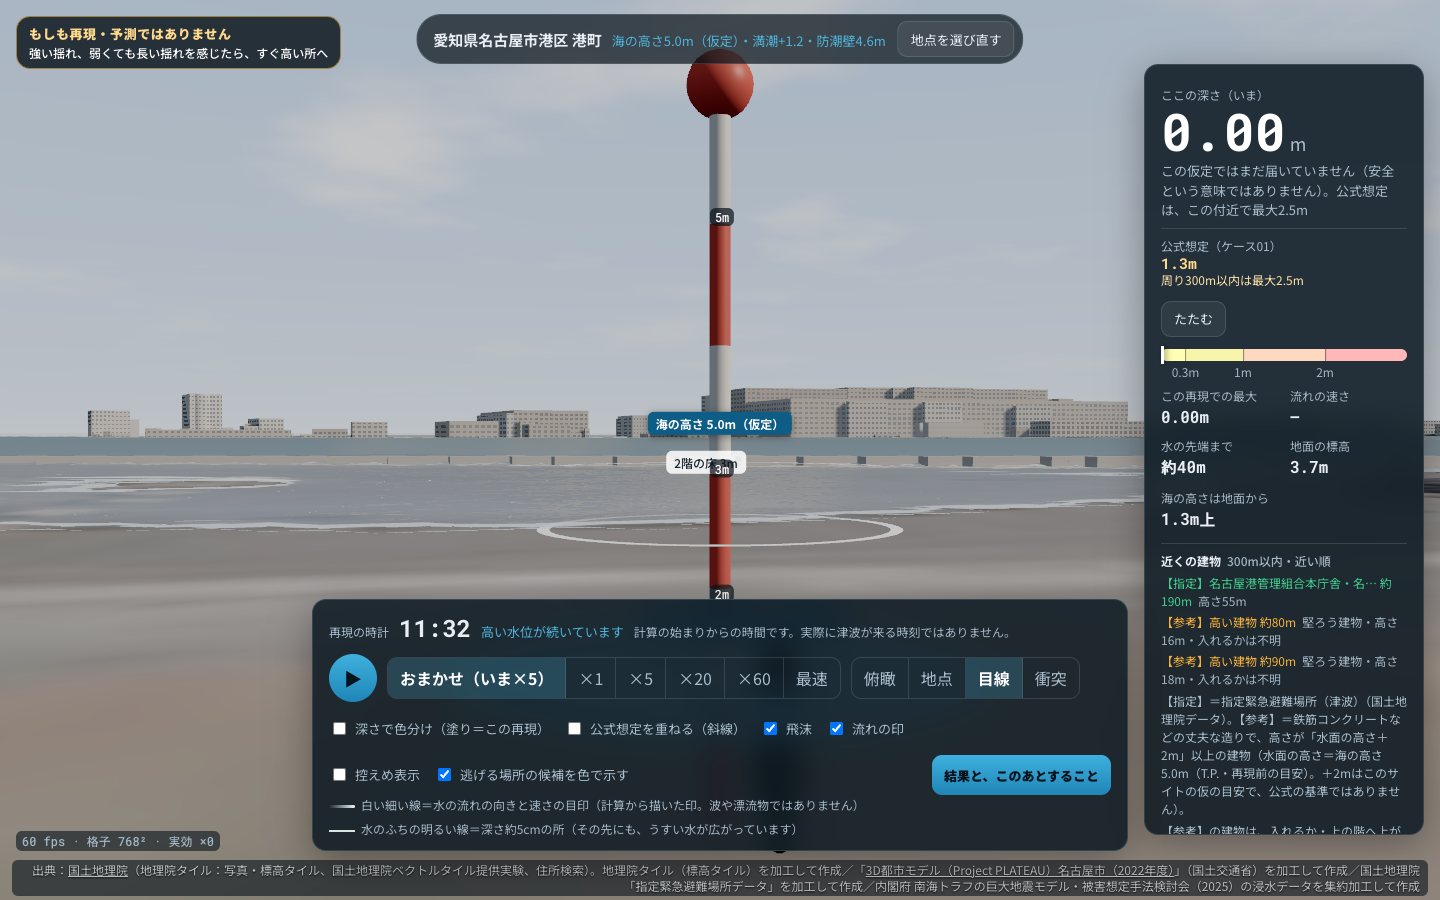 もしも再現・予測ではありません
強い揺れ、弱くても長い揺れを感じたら、すぐ高い所へ
愛知県名古屋市港区 港町 海の高さ5.0m（仮定）・満潮+1.2・防潮壁4.6m 地点を選び直す
ここの深さ（いま）
0.00 m
この仮定ではまだ届いていません（安全
という意味ではありません）。公式想定
は、この付近で最大2.5m
公式想定（ケース01）
1.3m
周り300m以内は最大2.5m
たたむ
0.3m 1m 2m
この再現での最大 流れの速さ
0.00m –
水の先端まで 地面の標高
約40m 3.7m
海の高さは地面から
1.3m上
近くの建物 300m以内・近い順
【指定】名古屋港管理組合本庁舎・名… 約
190m 高さ55m
【参考】高い建物 約80m 堅ろう建物・高さ
16m・入れるかは不明
【参考】高い建物 約90m 堅ろう建物・高さ
18m・入れるかは不明
【指定】＝指定緊急避難場所（津波）（国土地
理院データ）。【参考】＝鉄筋コンクリートな
どの丈夫な造りで、高さが「水面の高さ＋
2m」以上の建物（水面の高さ＝海の高さ
5.0m（T.P.・再現前の目安）。＋2mはこのサ
イトの仮の目安で、公式の基準ではありませ
ん）。
【参考】の建物は、入れるか・上の階へ上が
5m
海の高さ 5.0m（仮定）
2階の床 3m
3m
2m
再現の時計 11:32 高い水位が続いています 計算の始まりからの時間です。実際に津波が来る時刻ではありません。
おまかせ（いま×5） ×1 ×5 ×20 ×60 最速 俯瞰 地点 目線 衝突
深さで色分け（塗り＝この再現） 公式想定を重ねる（斜線） 飛沫 流れの印
控えめ表示 逃げる場所の候補を色で示す 結果と、このあとすること
白い細い線＝水の流れの向きと速さの目印（計算から描いた印。波や漂流物ではありません）
水のふちの明るい線＝深さ約5cmの所（その先にも、うすい水が広がっています）
60 fps · 格子 768² · 実効 ×0
出典：国土地理院（地理院タイル：写真・標高タイル、国土地理院ベクトルタイル提供実験、住所検索）。地理院タイル（標高タイル）を加工して作成／「3D都市モデル（Project PLATEAU）名古屋市（2022年度）」（国土交通省）を加工して作成／国土地理院
「指定緊急避難場所データ」を加工して作成／内閣府 南海トラフの巨大地震モデル・被害想定手法検討会（2025）の浸水データを集約加工して作成